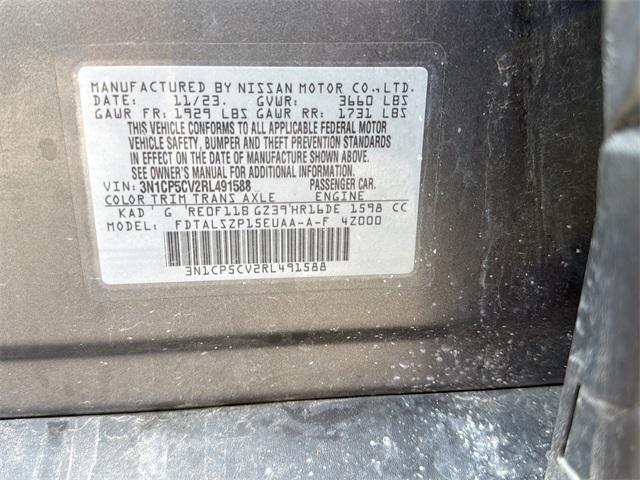 MANUFACTURED BY NISSAN MOTOR CO.,LTD.
DATE: 11/23. GVWR: 3660 LBS
GAWR FR: 1929 LBS GAWR RR: 1731 LBS
THIS VEHICLE CONFORMS TO ALL APPLICABLE FEDERAL MOTOR
VEHICLE SAFETY, BUMPER AND THEFT PREVENTION STANDARDS
IN EFFECT ON THE DATE OF MANUFACTURE SHOWN ABOVE.
SEE OWNER'S MANUAL FOR ADDITIONAL INFORMATION.
VIN: 3N1CP5CV2RL491588 PASSENGER CAR.
COLOR TRIM TRANS AXLE ENGINE
KAD G RE0F11B GZ39 HR16DE 1598 CC
MODEL: FDTALSZP15EUAA-A-F 4Z000
3N1CP5CV2RL491588